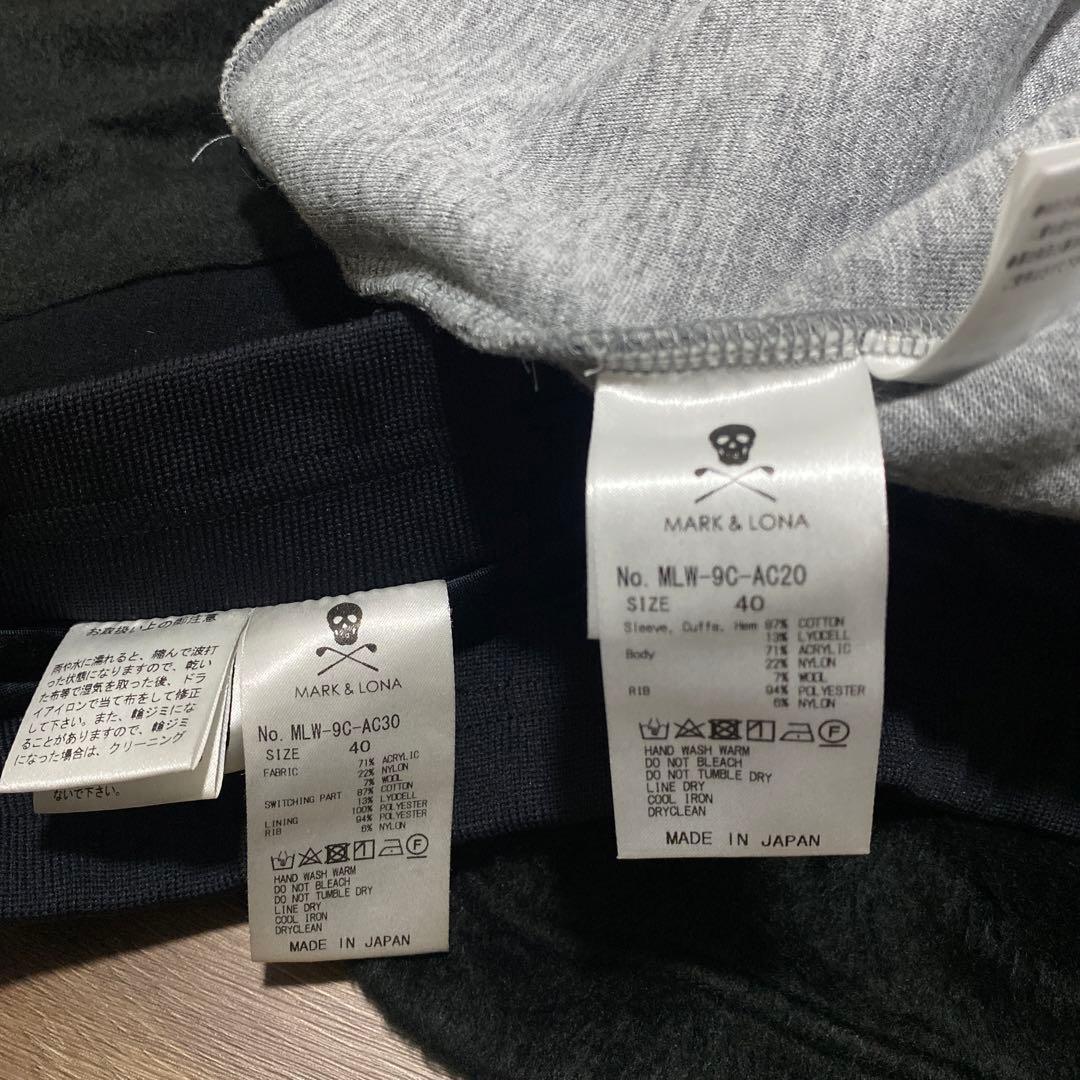 MARK & LONA
No. MLW-9C-AC20
SIZE 40
Sleeve, Cuffs, Hem 87% COTTON
13% LYOCELL
Body 71% ACRYLIC
22% NYLON
7% WOOL
RIB 94% POLYESTER
6% NYLON
HAND WASH WARM
DO NOT BLEACH
DO NOT TUMBLE DRY
LINE DRY
COOL IRON
DRYCLEAN
MADE IN JAPAN
お取扱い上の御注意
雨や水に濡れると、縮んで波打
った状態になりますので、乾い
た布等で湿気を取った後、ドラ
イアイロンで当て布をして修正
して下さい。また、輪ジミにな
ることがありますので、輪ジミ
になった場合は、クリーニング
ないで下さい。
MARK & LONA
No. MLW-9C-AC30
SIZE 40
FABRIC 71% ACRYLIC
22% NYLON
7% WOOL
SWITCHING PART 87% COTTON
13% LYOCELL
LINING 100% POLYESTER
RIB 94% POLYESTER
6% NYLON
HAND WASH WARM
DO NOT BLEACH
DO NOT TUMBLE DRY
LINE DRY
COOL IRON
DRYCLEAN
MADE IN JAPAN